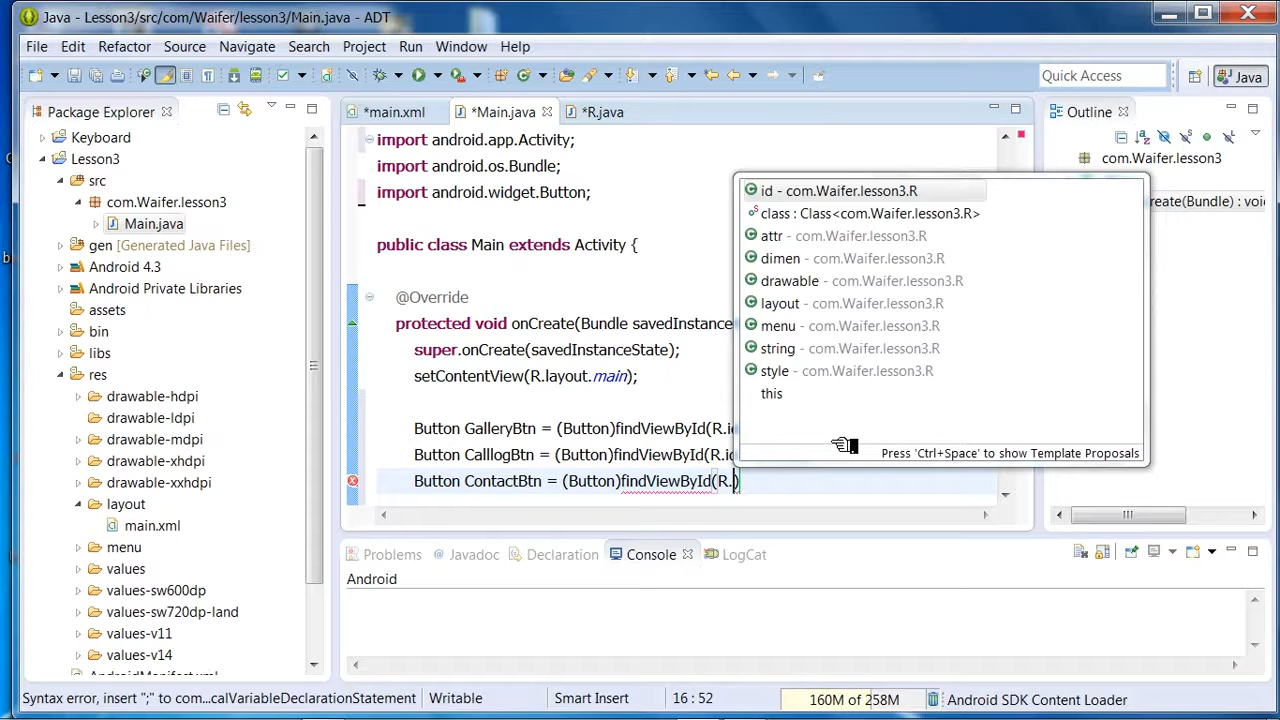 Java - Lesson3/src/com/Waifer/lesson3/Main.java - ADT
File Edit Refactor Source Navigate Search Project Run Window Help
Quick Access
Java
Package Explorer
Keyboard
Lesson3
src
com.Waifer.lesson3
Main.java
gen [Generated Java Files]
Android 4.3
Android Private Libraries
assets
bin
libs
res
drawable-hdpi
drawable-ldpi
drawable-mdpi
drawable-xhdpi
drawable-xxhdpi
layout
main.xml
menu
values
values-sw600dp
values-sw720dp-land
values-v11
values-v14
AndroidManifest.xml
*main.xml
*Main.java
*R.java
import android.app.Activity;
import android.os.Bundle;
import android.widget.Button;
public class Main extends Activity {
@Override
protected void onCreate(Bundle savedInstance
super.onCreate(savedInstanceState);
setContentView(R.layout.main);
Button GalleryBtn = (Button)findViewById(R.i
Button CalllogBtn = (Button)findViewById(R.i
Button ContactBtn = (Button)findViewById(R.)
id - com.Waifer.lesson3.R
class : Class<com.Waifer.lesson3.R>
attr - com.Waifer.lesson3.R
dimen - com.Waifer.lesson3.R
drawable - com.Waifer.lesson3.R
layout - com.Waifer.lesson3.R
menu - com.Waifer.lesson3.R
string - com.Waifer.lesson3.R
style - com.Waifer.lesson3.R
this
Press 'Ctrl+Space' to show Template Proposals
Outline
com.Waifer.lesson3
create(Bundle) : voi
Problems
@ Javadoc
Declaration
Console
LogCat
Android
Syntax error, insert ";" to com...calVariableDeclarationStatement
Writable
Smart Insert
16 : 52
160M of 258M
Android SDK Content Loader